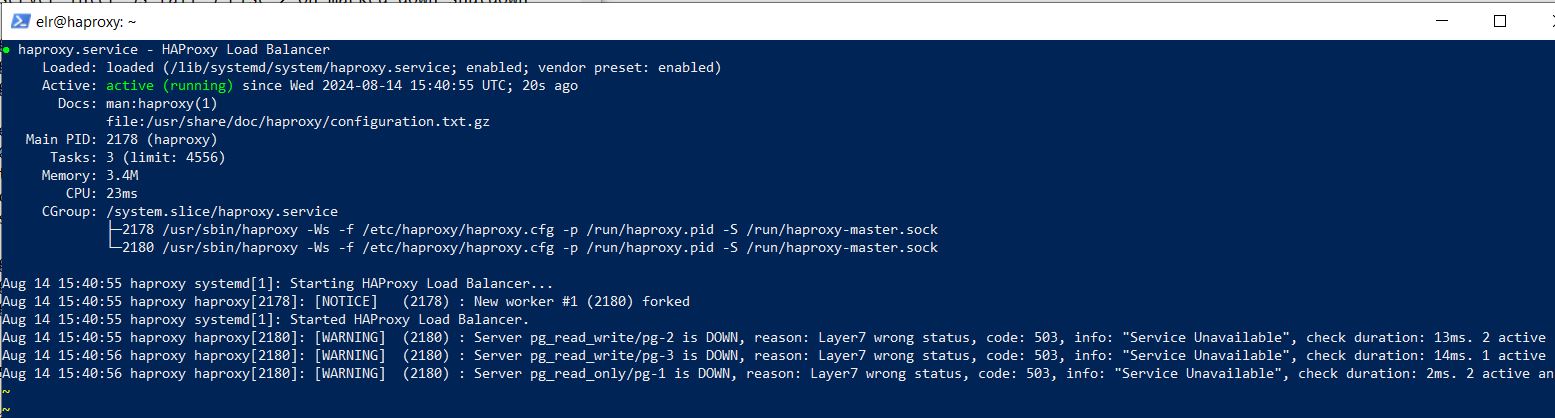 elr@haproxy: ~
● haproxy.service - HAProxy Load Balancer
Loaded: loaded (/lib/systemd/system/haproxy.service; enabled; vendor preset: enabled)
Active: active (running) since Wed 2024-08-14 15:40:55 UTC; 20s ago
Docs: man:haproxy(1)
file:/usr/share/doc/haproxy/configuration.txt.gz
Main PID: 2178 (haproxy)
Tasks: 3 (limit: 4556)
Memory: 3.4M
CPU: 23ms
CGroup: /system.slice/haproxy.service
├─2178 /usr/sbin/haproxy -Ws -f /etc/haproxy/haproxy.cfg -p /run/haproxy.pid -S /run/haproxy-master.sock
└─2180 /usr/sbin/haproxy -Ws -f /etc/haproxy/haproxy.cfg -p /run/haproxy.pid -S /run/haproxy-master.sock
Aug 14 15:40:55 haproxy systemd[1]: Starting HAProxy Load Balancer...
Aug 14 15:40:55 haproxy haproxy[2178]: [NOTICE]   (2178) : New worker #1 (2180) forked
Aug 14 15:40:55 haproxy systemd[1]: Started HAProxy Load Balancer.
Aug 14 15:40:55 haproxy haproxy[2180]: [WARNING]  (2180) : Server pg_read_write/pg-2 is DOWN, reason: Layer7 wrong status, code: 503, info: "Service Unavailable", check duration: 13ms. 2 active
Aug 14 15:40:56 haproxy haproxy[2180]: [WARNING]  (2180) : Server pg_read_write/pg-3 is DOWN, reason: Layer7 wrong status, code: 503, info: "Service Unavailable", check duration: 14ms. 1 active
Aug 14 15:40:56 haproxy haproxy[2180]: [WARNING]  (2180) : Server pg_read_only/pg-1 is DOWN, reason: Layer7 wrong status, code: 503, info: "Service Unavailable", check duration: 2ms. 2 active an
~
~